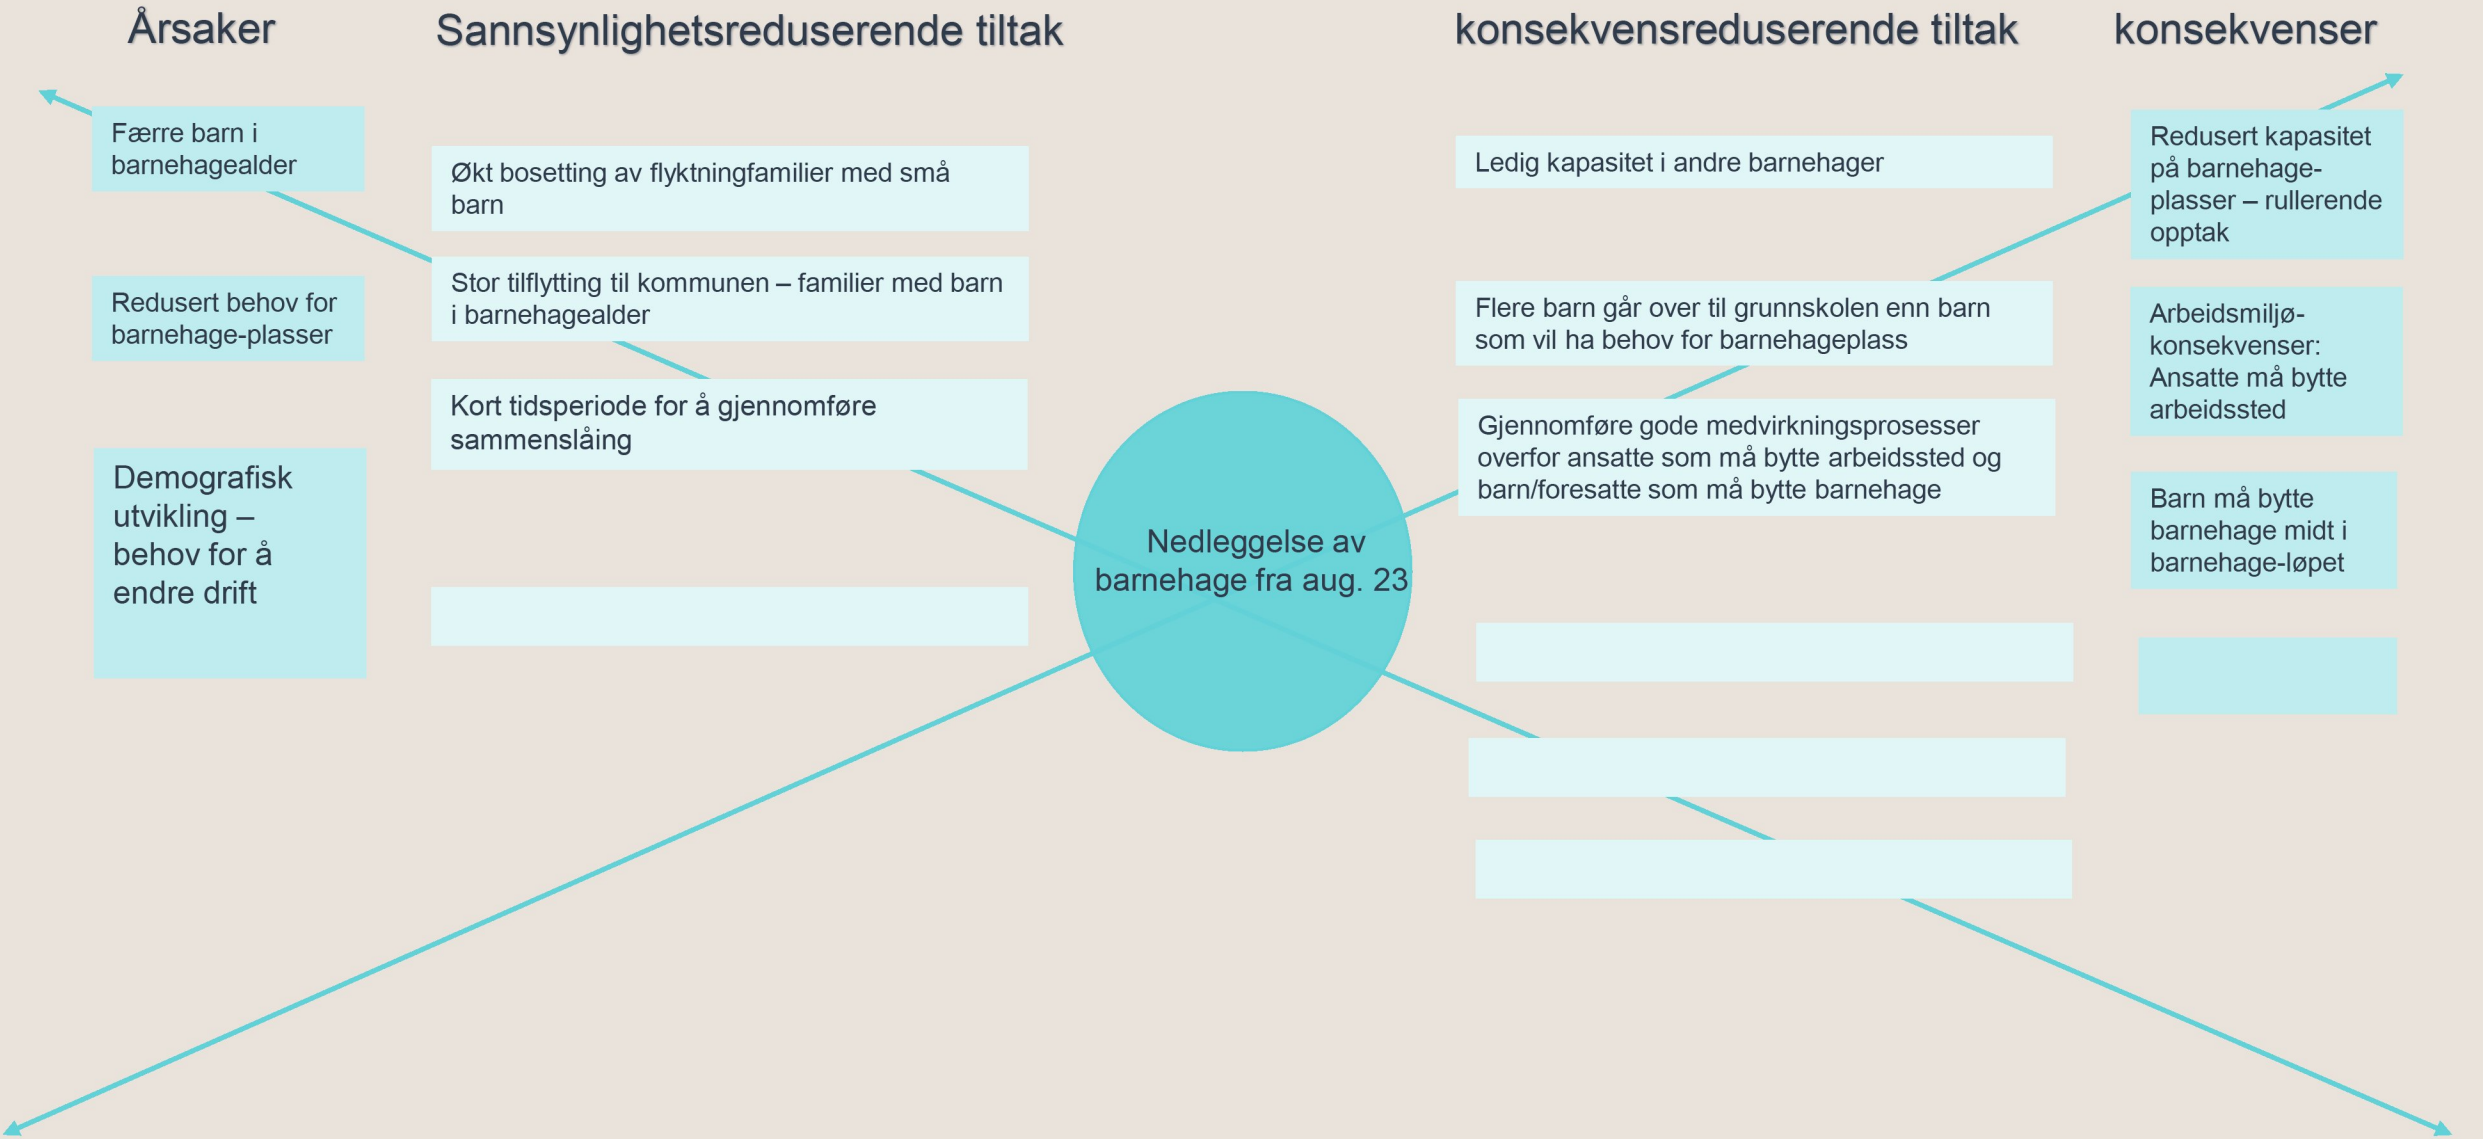 Årsaker
Sannsynlighetsreduserende tiltak
konsekvensreduserende tiltak
konsekvenser
Færre barn i
barnehagealder
Redusert behov for
barnehage-plasser
Demografisk
utvikling –
behov for å
endre drift
Økt bosetting av flyktningfamilier med små
barn
Stor tilflytting til kommunen – familier med barn
i barnehagealder
Kort tidsperiode for å gjennomføre
sammenslåing
Nedleggelse av
barnehage fra aug. 23
Ledig kapasitet i andre barnehager
Flere barn går over til grunnskolen enn barn
som vil ha behov for barnehageplass
Gjennomføre gode medvirkningsprosesser
overfor ansatte som må bytte arbeidssted og
barn/foresatte som må bytte barnehage
Redusert kapasitet
på barnehage-
plasser – rullerende
opptak
Arbeidsmiljø-
konsekvenser:
Ansatte må bytte
arbeidssted
Barn må bytte
barnehage midt i
barnehage-løpet